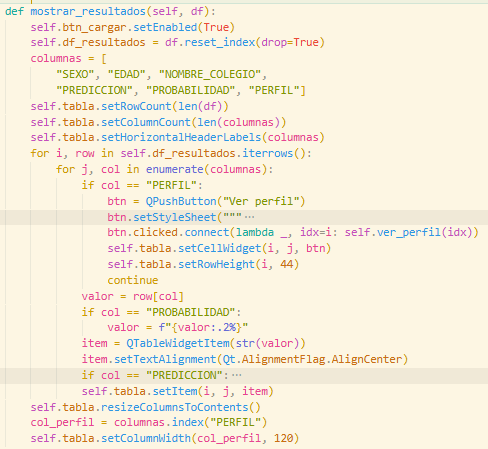 def mostrar_resultados(self, df):
    self.btn_cargar.setEnabled(True)
    self.df_resultados = df.reset_index(drop=True)
    columnas = [
        "SEXO", "EDAD", "NOMBRE_COLEGIO",
        "PREDICCION", "PROBABILIDAD", "PERFIL"]
    self.tabla.setRowCount(len(df))
    self.tabla.setColumnCount(len(columnas))
    self.tabla.setHorizontalHeaderLabels(columnas)
    for i, row in self.df_resultados.iterrows():
        for j, col in enumerate(columnas):
            if col == "PERFIL":
                btn = QPushButton("Ver perfil")
                btn.setStyleSheet("""···
                btn.clicked.connect(lambda _, idx=i: self.ver_perfil(idx))
                self.tabla.setCellWidget(i, j, btn)
                self.tabla.setRowHeight(i, 44)
                continue
            valor = row[col]
            if col == "PROBABILIDAD":
                valor = f"{valor:.2%}"
            item = QTableWidgetItem(str(valor))
            item.setTextAlignment(Qt.AlignmentFlag.AlignCenter)
            if col == "PREDICCION":···
            self.tabla.setItem(i, j, item)
    self.tabla.resizeColumnsToContents()
    col_perfil = columnas.index("PERFIL")
    self.tabla.setColumnWidth(col_perfil, 120)